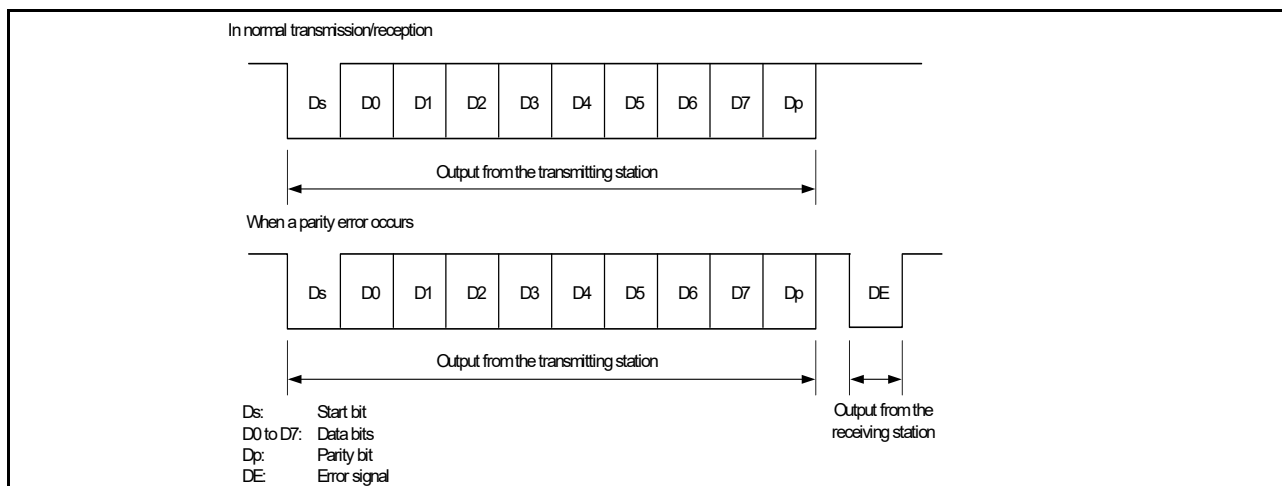 In normal transmission/reception
Ds D0 D1 D2 D3 D4 D5 D6 D7 Dp
Output from the transmitting station
When a parity error occurs
Ds D0 D1 D2 D3 D4 D5 D6 D7 Dp DE
Output from the transmitting station
Output from the
receiving station
Ds: Start bit
D0 to D7: Data bits
Dp: Parity bit
DE: Error signal